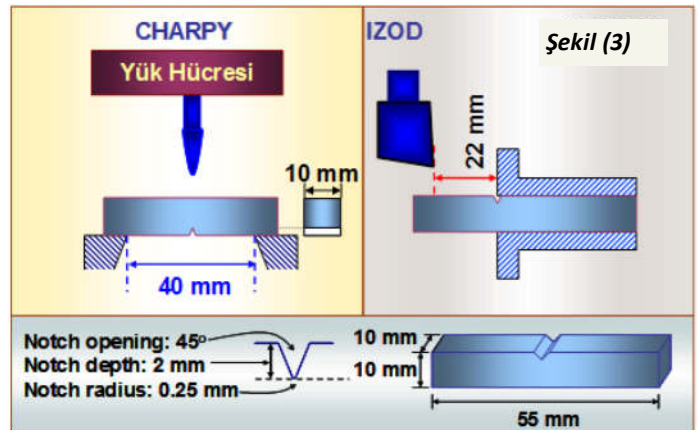 CHARPY
Yük Hücresi
10 mm
40 mm
IZOD
Şekil (3)
22 mm
Notch opening: 45º
Notch depth: 2 mm
Notch radius: 0.25 mm
10 mm
10 mm
55 mm